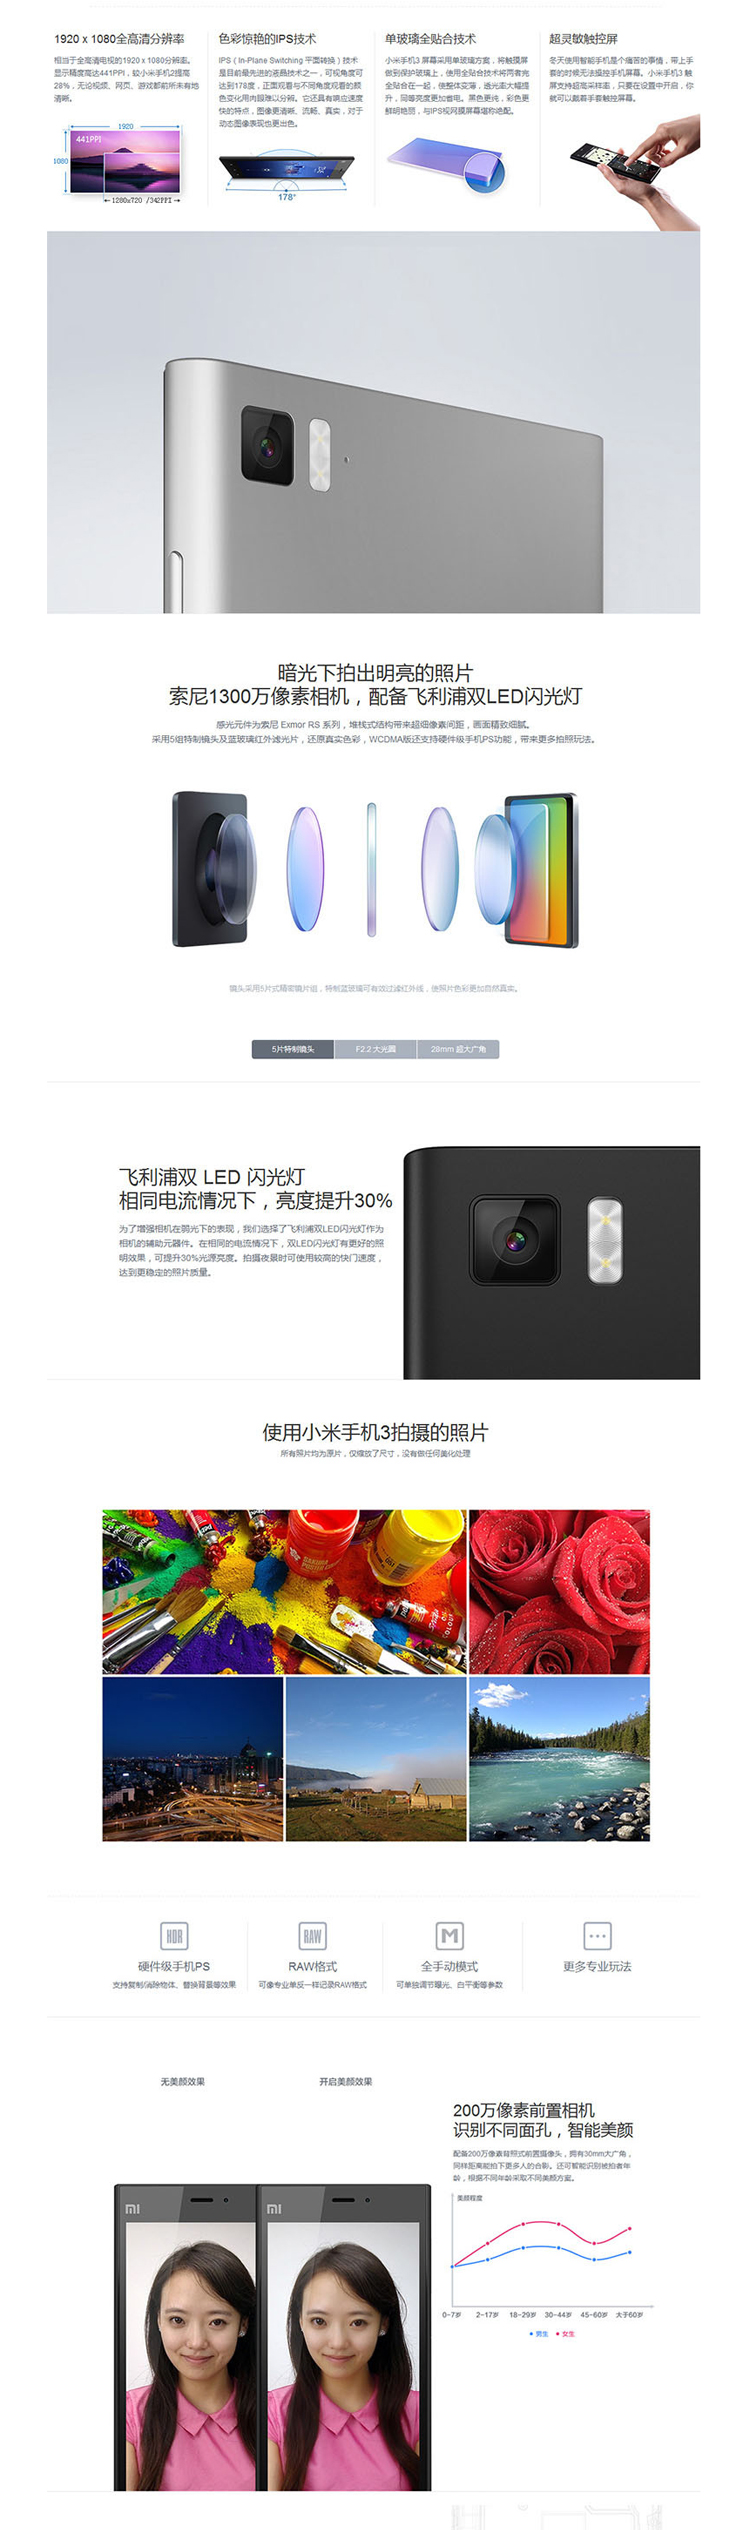 1920 x 1080全高清分辨率
相当于全高清电视的1920 x 1080分辨率。
显示精度高达441PPI，较小米手机2提高
28%，无论视频、网页、游戏都前所未有地
清晰。
1920
441PPI
1080
1280x720 /342PPI
色彩惊艳的IPS技术
IPS（In-Plane Switching 平面转换）技术
是目前最先进的液晶技术之一，可视角度可
达到178度，正面观看与不同角度观看的颜
色变化用肉眼难以分辨。它还具有响应速度
快的特点，图像更清晰、流畅、真实，对于
动态图像表现也更出色。
178°
单玻璃全贴合技术
小米手机3 屏幕采用单玻璃方案，将触摸屏
做到保护玻璃上，使用全贴合技术将两者完
全贴合在一起，使整体变薄，透光率大幅提
升，同等亮度更加省电。黑色更纯，彩色更
鲜明艳丽，与IPS视网膜屏幕堪称绝配。
超灵敏触控屏
冬天使用智能手机是个痛苦的事情，带上手
套的时候无法操控手机屏幕。小米手机3 触
屏支持超高采样率，只要在设置中开启，你
就可以戴着手套触控屏幕。
暗光下拍出明亮的照片
索尼1300万像素相机，配备飞利浦双LED闪光灯
感光元件为索尼 Exmor RS 系列，堆栈式结构带来超细像素间距，画面精致细腻。
采用5组特制镜头及蓝玻璃红外滤光片，还原真实色彩，WCDMA版还支持硬件级手机PS功能，带来更多拍照玩法。
镜头采用5片式精密镜片组，特制蓝玻璃可有效过滤红外线，使照片色彩更加自然真实。
5片特制镜头
F2.2 大光圈
28mm 超大广角
飞利浦双 LED 闪光灯
相同电流情况下，亮度提升30%
为了增强相机在弱光下的表现，我们选择了飞利浦双LED闪光灯作为
相机的辅助元器件。在相同的电流情况下，双LED闪光灯有更好的照
明效果，可提升30%光源亮度。拍摄夜景时可使用较高的快门速度，
达到更稳定的照片质量。
使用小米手机3拍摄的照片
所有照片均为原片，仅缩放了尺寸，没有做任何美化处理
HDR
硬件级手机PS
支持复制/消除物体、替换背景等效果
RAW
RAW格式
可像专业单反一样记录RAW格式
M
全手动模式
可单独调节曝光、白平衡等参数
更多专业玩法
无美颜效果
开启美颜效果
200万像素前置相机
识别不同面孔，智能美颜
配备200万像素背照式前置摄像头，拥有30mm大广角，
同样距离能拍下更多人的合影。还可智能识别被拍者年
龄，根据不同年龄采取不同美颜方案。
美颜程度
0-7岁
2-17岁
18-29岁
30-44岁
45-60岁
大于60岁
男生
女生
MI
MI